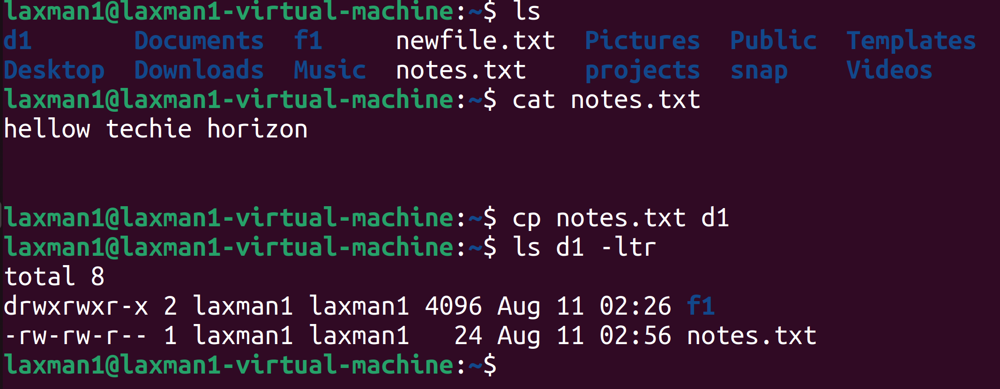 laxman1@laxman1-virtual-machine:~$ ls
d1       Documents  f1     newfile.txt  Pictures  Public  Templates
Desktop  Downloads  Music  notes.txt    projects  snap    Videos
laxman1@laxman1-virtual-machine:~$ cat notes.txt
hellow techie horizon
laxman1@laxman1-virtual-machine:~$ cp notes.txt d1
laxman1@laxman1-virtual-machine:~$ ls d1 -ltr
total 8
drwxrwxr-x 2 laxman1 laxman1 4096 Aug 11 02:26 f1
-rw-rw-r-- 1 laxman1 laxman1   24 Aug 11 02:56 notes.txt
laxman1@laxman1-virtual-machine:~$